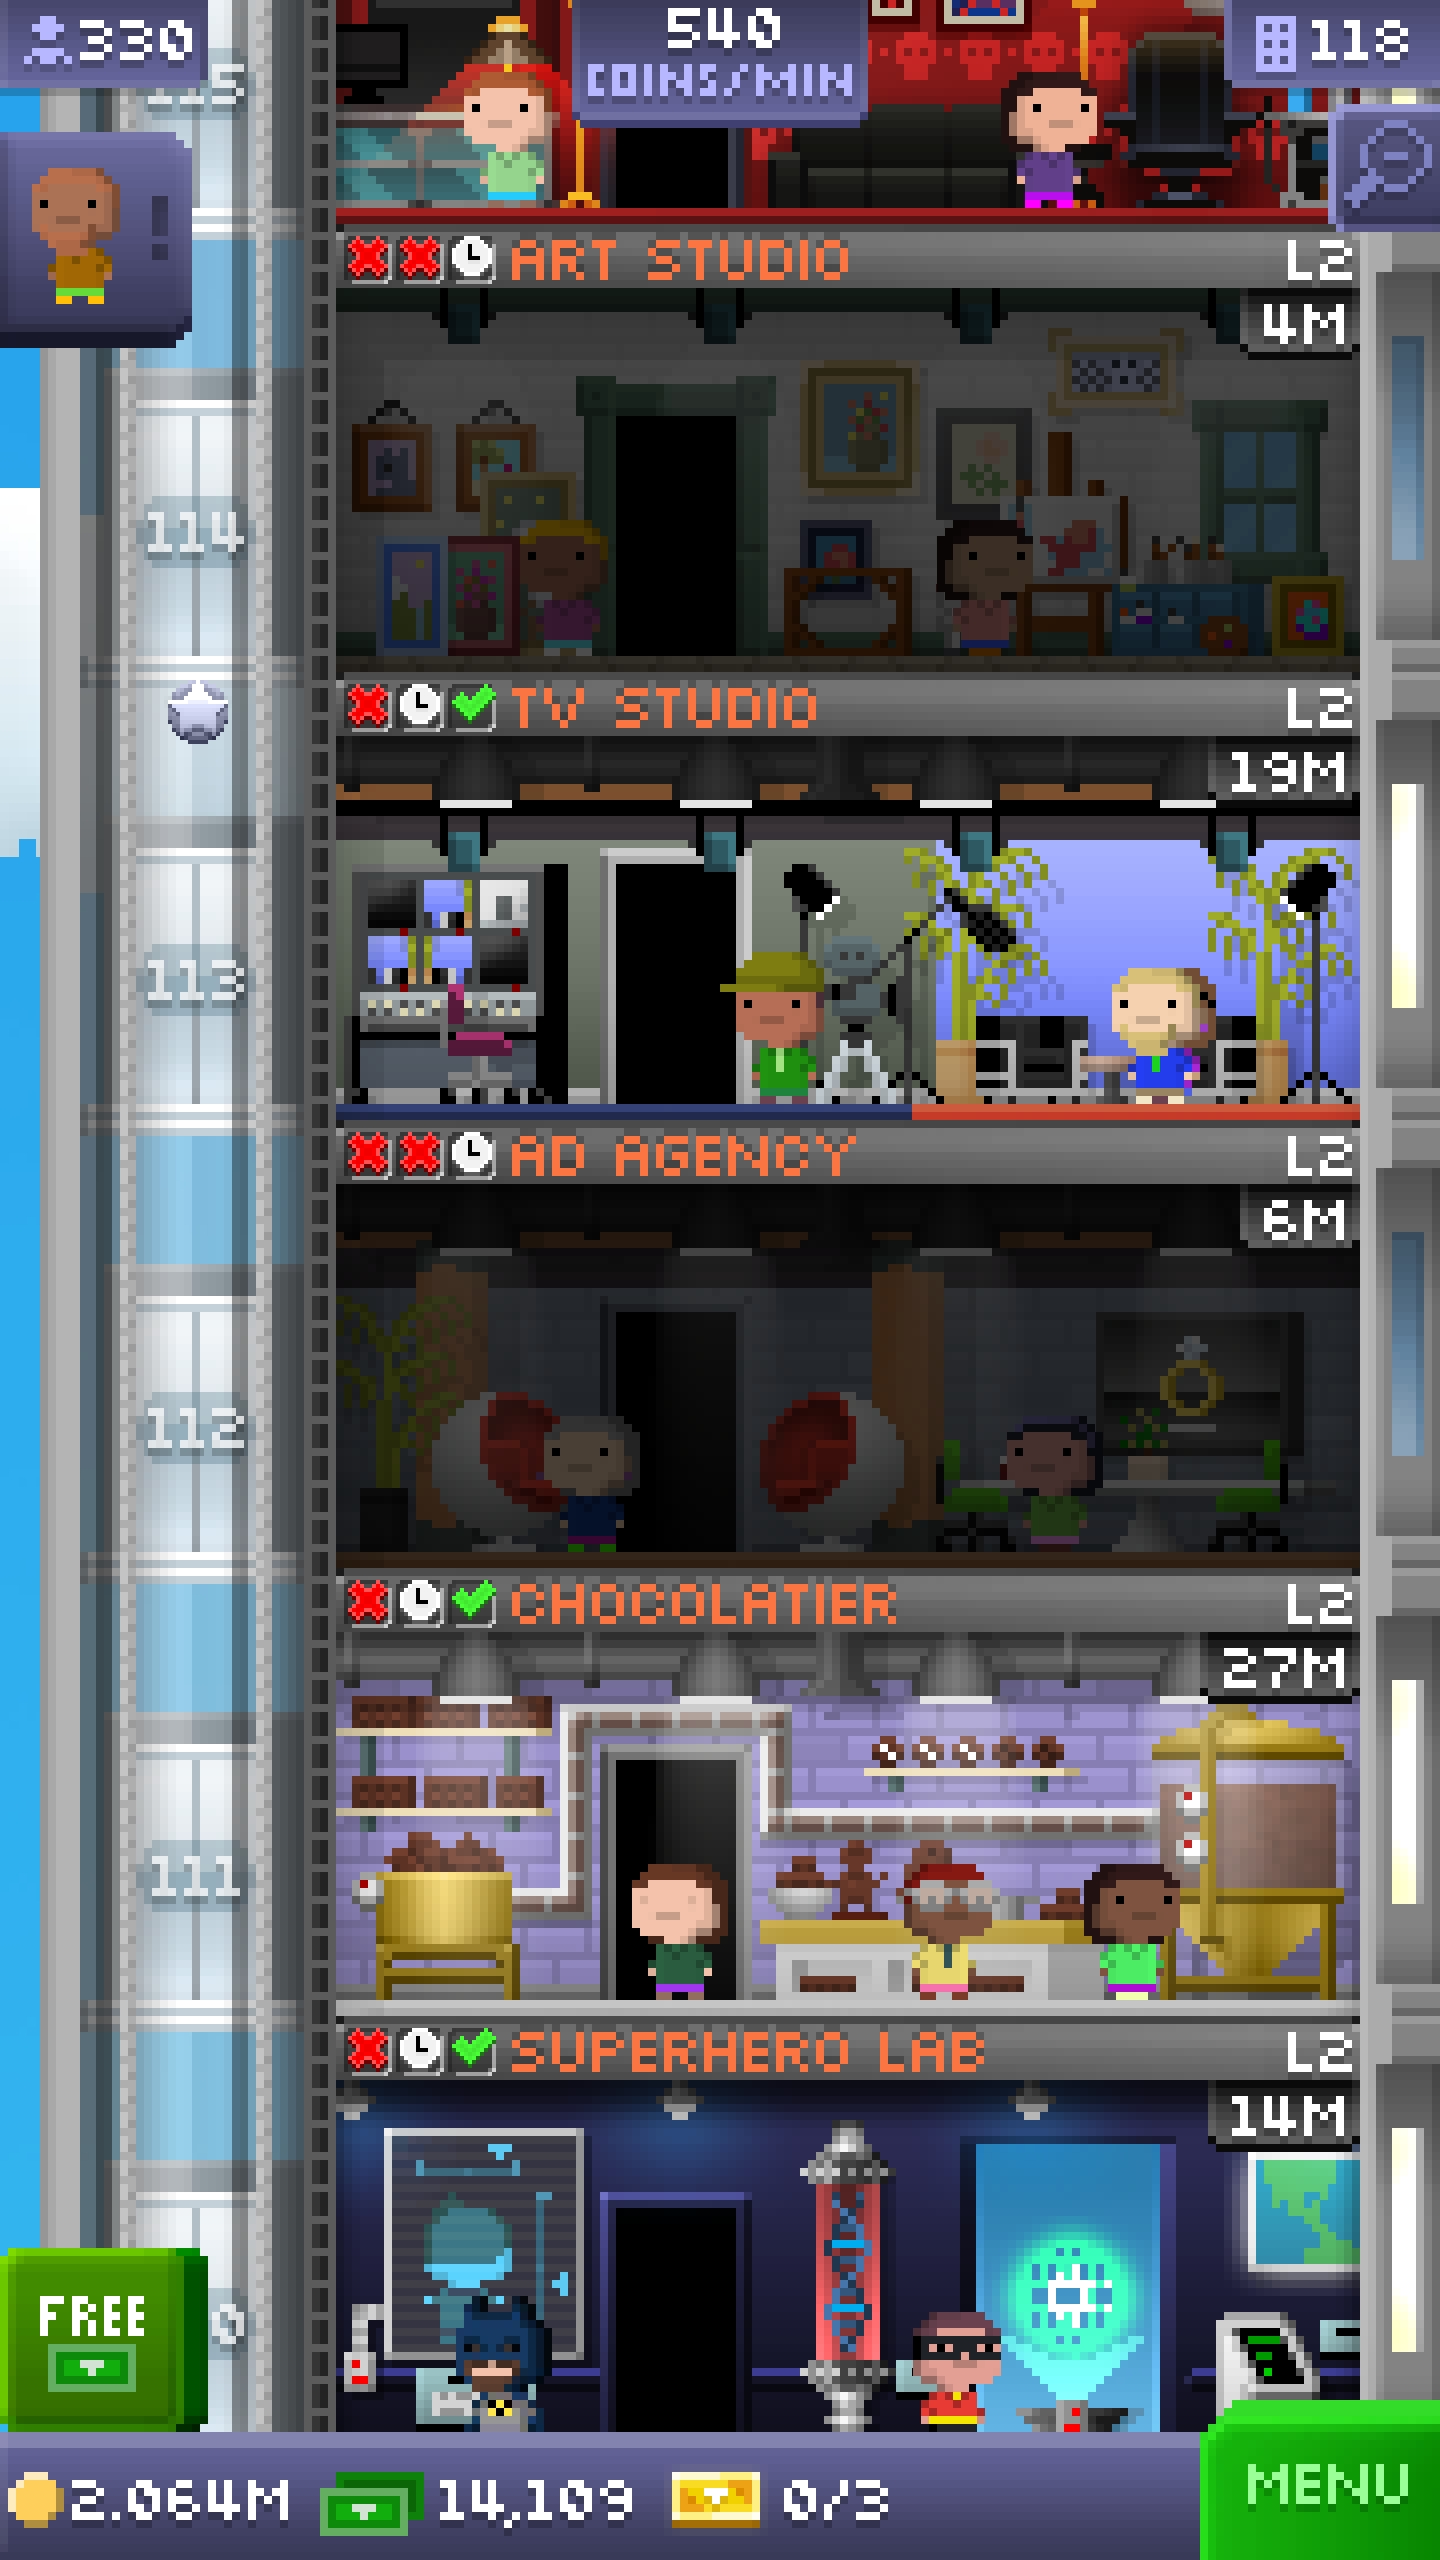 330
540
COINS/MIN
118
115
ART STUDIO
L2
4M
114
TV STUDIO
L2
19M
113
AD AGENCY
L2
6M
112
CHOCOLATIER
L2
27M
111
SUPERHERO LAB
L2
14M
0
FREE
2.064M
14,109
0/3
MENU